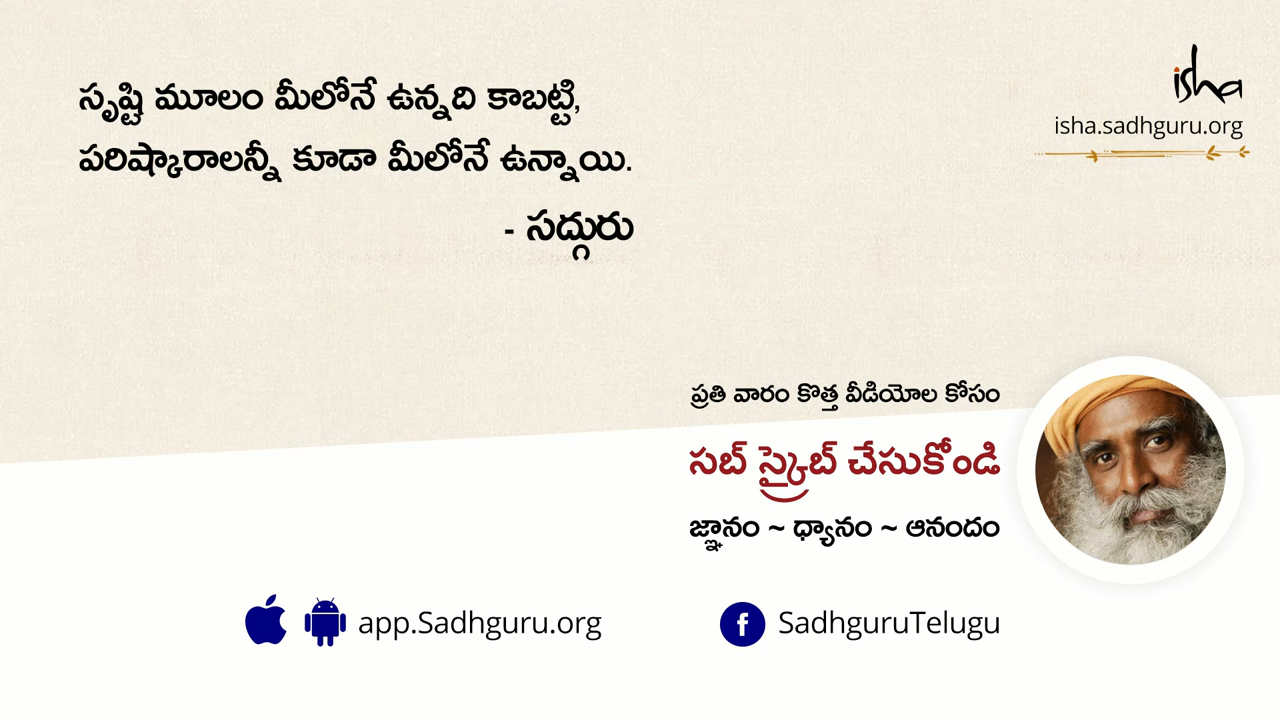 సృష్టి మూలం మీలోనే ఉన్నది కాబట్టి,
పరిష్కారాలన్నీ కూడా మీలోనే ఉన్నాయి.
- సద్గురు
isha
isha.sadhguru.org
ప్రతి వారం కొత్త వీడియోల కోసం
సబ్ స్క్రైబ్ చేసుకోండి
జ్ఞానం ~ ధ్యానం ~ ఆనందం
app.Sadhguru.org
f SadhguruTelugu